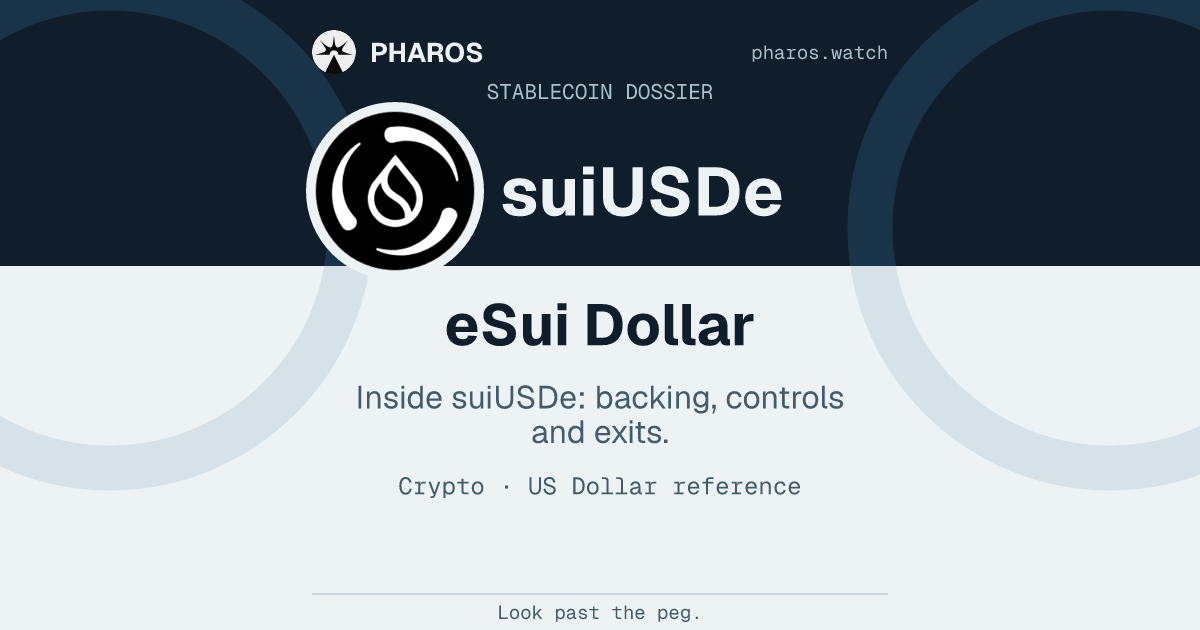 PHAROS
pharos.watch
STABLECOIN DOSSIER
suiUSDe
eSui Dollar
Inside suiUSDe: backing, controls
and exits.
Crypto · US Dollar reference
Look past the peg.